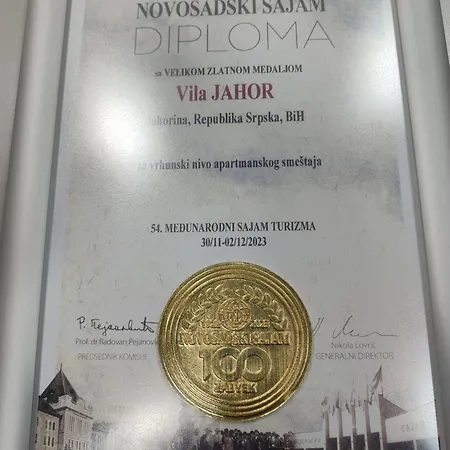 NOVOSADSKI SAJAM
DIPLOMA
sa VELIKOM ZLATNOM MEDALJOM
Vila JAHOR
Jahorina, Republika Srpska, BiH
za vrhunski nivo apartmanskog smeštaja
54. MEĐUNARODNI SAJAM TURIZMA
30/11-02/12/2023
Prof. dr Radovan Pejanović
PREDSEDNIK KOMISIJE
Nikola Lovrić
GENERALNI DIREKTOR
NOVOSADSKI SAJAM
100